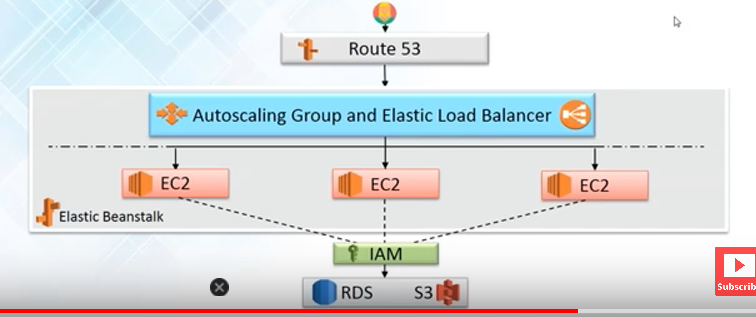 Route 53
Autoscaling Group and Elastic Load Balancer
EC2
EC2
EC2
Elastic Beanstalk
IAM
RDS
S3
Subscrib